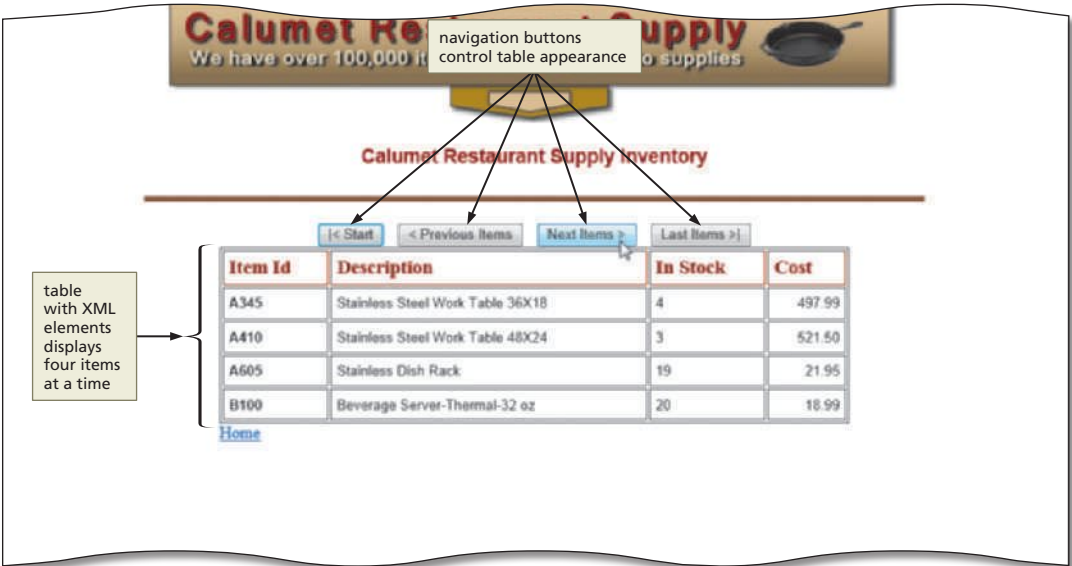 Calumet Re upply
We have over 100,000 it o supplies
navigation buttons
control table appearance
Calumet Restaurant Supply Inventory
|< Start < Previous Items Next Items > Last Items >|
Item Id Description In Stock Cost
A345 Stainless Steel Work Table 36X18 4 497.99
A410 Stainless Steel Work Table 48X24 3 521.50
A605 Stainless Dish Rack 19 21.95
B100 Beverage Server-Thermal-32 oz 20 18.99
Home
table
with XML
elements
displays
four items
at a time